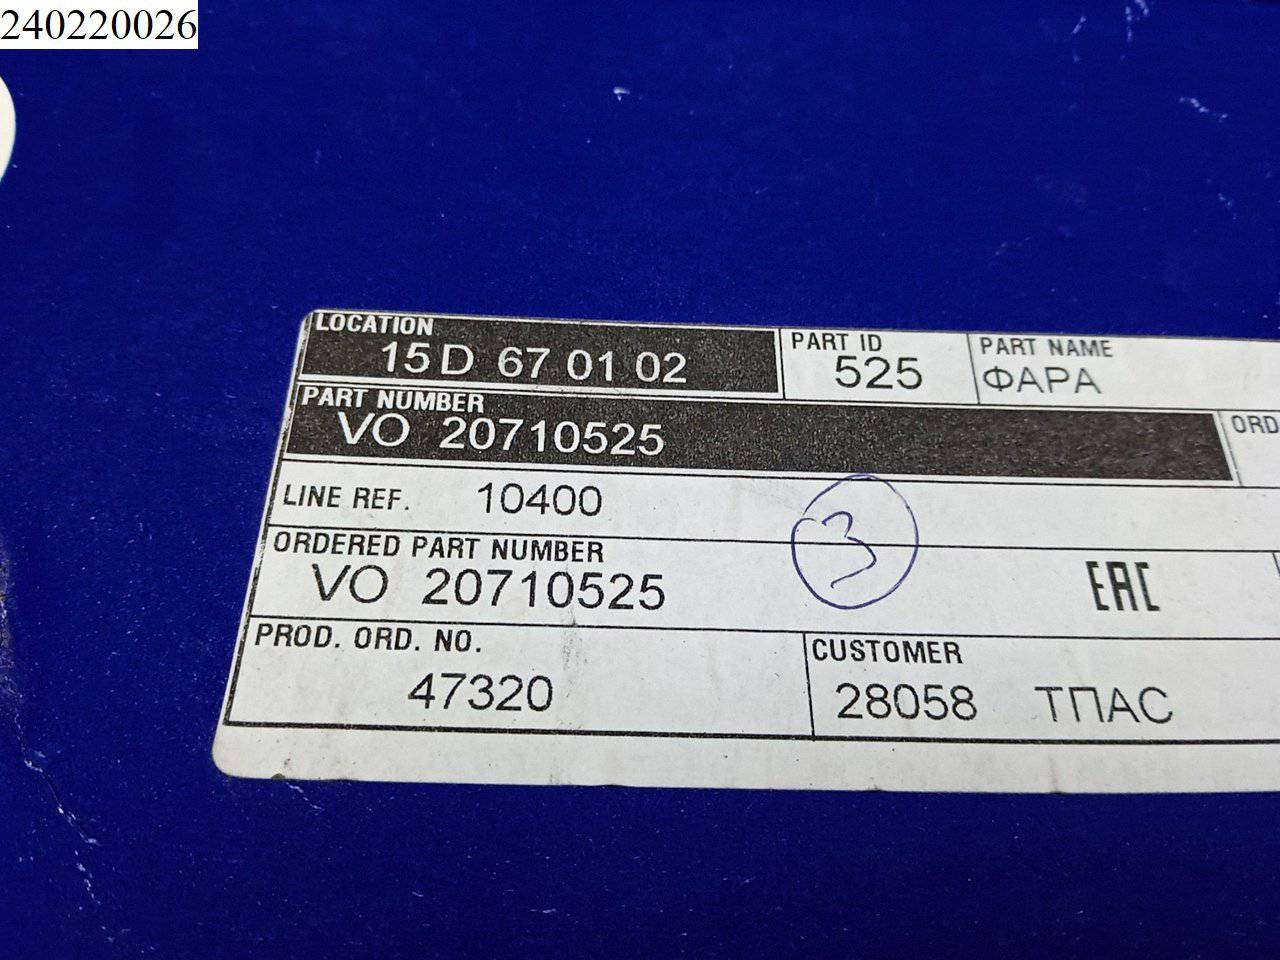 240220026
LOCATION
15D 67 01 02
PART ID
525
PART NAME
ФАРА
PART NUMBER
VO 20710525
ORD
LINE REF. 10400
3
ORDERED PART NUMBER
VO 20710525
EAC
PROD. ORD. NO.
47320
CUSTOMER
28058 ТПАС